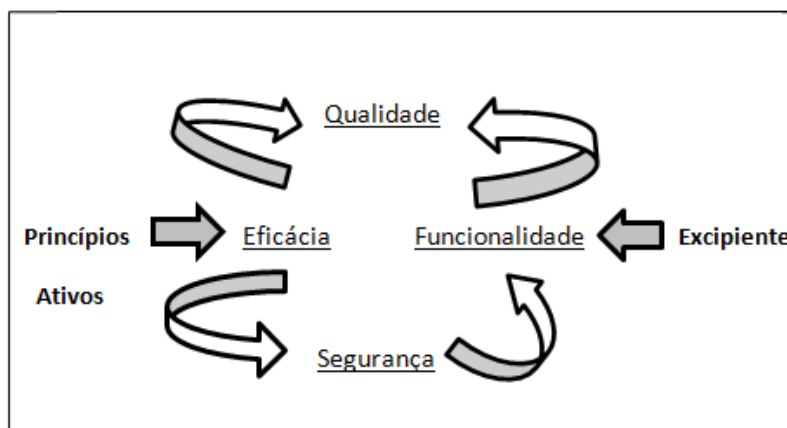 Qualidade
Princípios
Eficácia
Funcionalidade
Excipiente
Ativos
Segurança